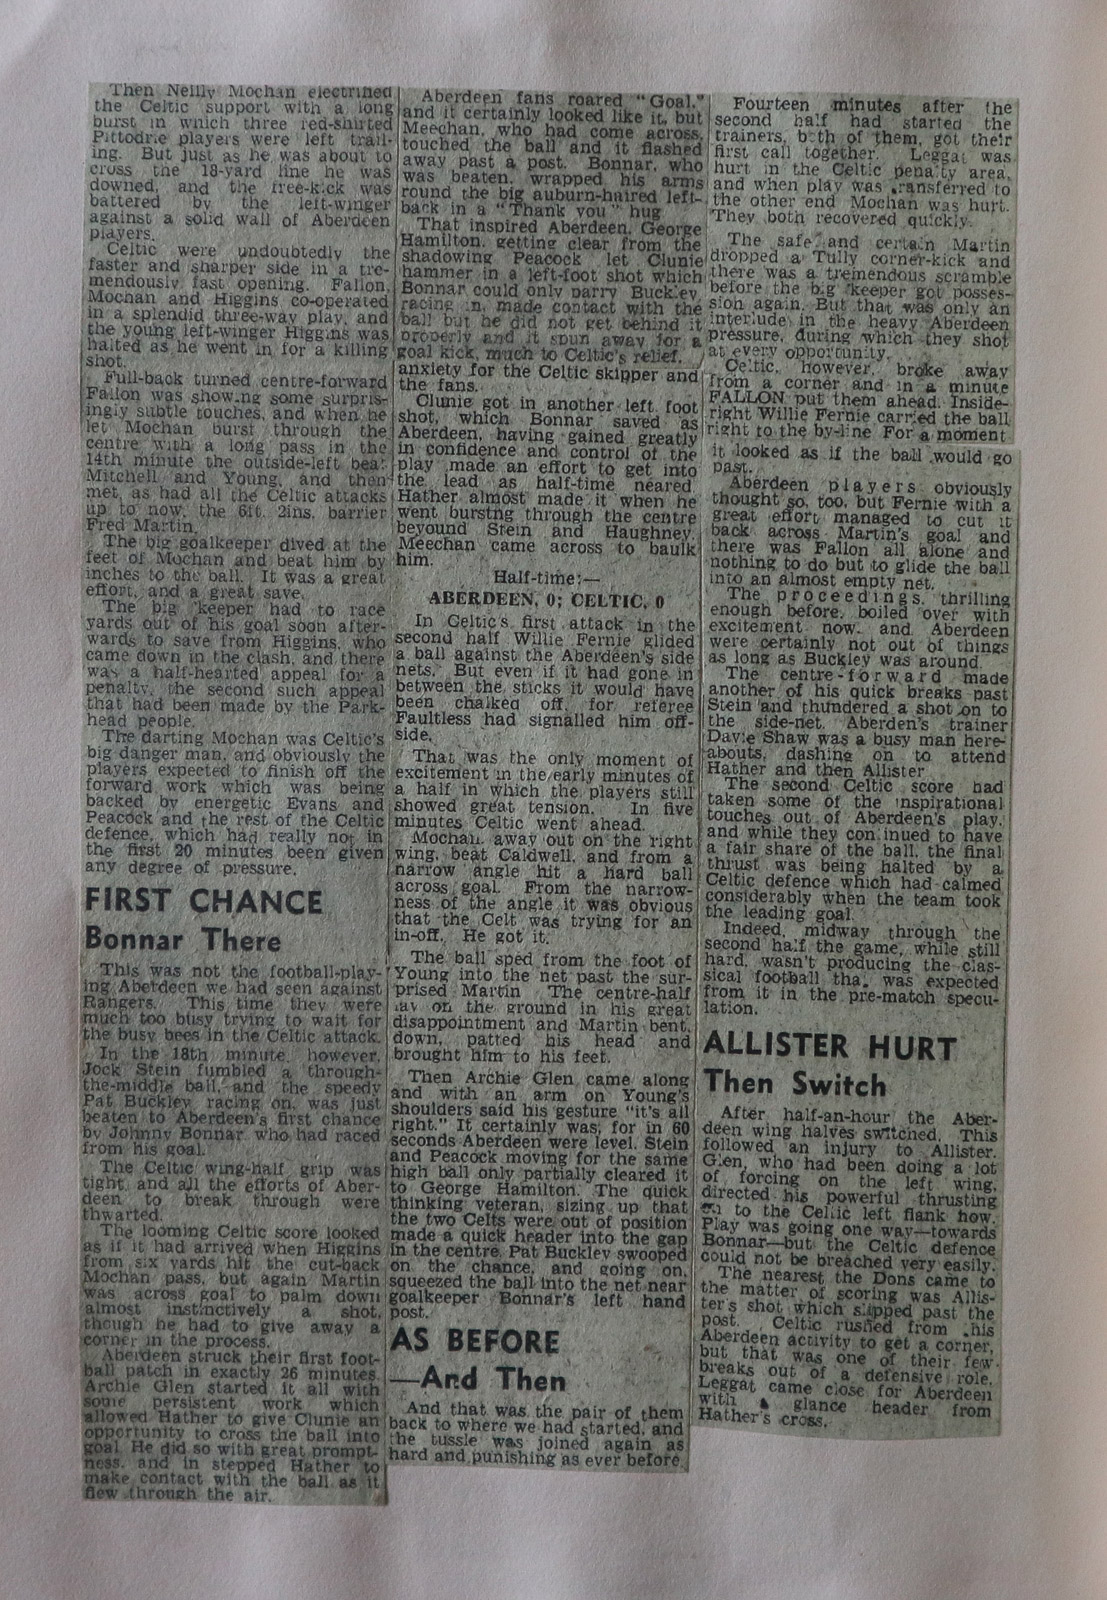 Then Neilly Mochan electrified
the Celtic support with a long
burst in which three red-shirted
Pittodrie players were left trail-
ing. But just as he was about to
cross the 18-yard line he was
downed, and the free-kick was
battered by the left-winger
against a solid wall of Aberdeen
players.
Celtic were undoubtedly the
faster and sharper side in a tre-
mendously fast opening. Fallon,
Mochan and Higgins co-operated
in a splendid three-way play, and
the young left-winger Higgins was
halted as he went in for a killing
shot.
Full-back turned centre-forward
Fallon was showing some surpris-
ingly subtle touches, and when he
let Mochan burst through the
centre with a long pass in the
14th minute the outside-left beat
Mitchell and Young, and then
met, as had all the Celtic attacks
up to now, the 6ft. 2ins. barrier
Fred Martin.
The big goalkeeper dived at the
feet of Mochan and beat him by
inches to the ball. It was a great
effort, and a great save.
The big 'keeper had to race
yards out of his goal soon after-
wards to save from Higgins, who
came down in the clash, and there
was a half-hearted appeal for a
penalty, the second such appeal
that had been made by the Park-
head people.
The darting Mochan was Celtic's
big danger man, and obviously the
players expected to finish off the
forward work which was being
backed by energetic Evans and
Peacock and the rest of the Celtic
defence, which had really not in
the first 20 minutes been given
any degree of pressure.
FIRST CHANCE
Bonnar There
This was not the football-play-
ing Aberdeen we had seen against
Rangers. This time they were
much too busy trying to wait for
the busy bees in the Celtic attack.
In the 18th minute, however,
Jock Stein fumbled a through-
the-middle ball, and the speedy
Pat Buckley racing on, was just
beaten to Aberdeen's first chance
by Johnny Bonnar who had raced
from his goal.
The Celtic wing-half grip was
tight, and all the efforts of Aber-
deen to break through were
thwarted.
The looming Celtic score looked
as if it had arrived when Higgins
from six yards hit the cut-back
Mochan pass, but again Martin
was across goal to palm down
almost instinctively a shot,
though he had to give away a
corner in the process.
Aberdeen struck their first foot-
ball patch in exactly 26 minutes.
Archie Glen started it all with
some persistent work which
allowed Hather to give Clunie an
opportunity to cross the ball into
goal. He did so with great prompt-
ness, and in stepped Hather to
make contact with the ball as it
flew through the air.
Aberdeen fans roared "Goal,"
and it certainly looked like it, but
Meechan, who had come across,
touched the ball and it flashed
away past a post. Bonnar, who
was beaten, wrapped his arms
round the big auburn-haired left-
back in a "Thank you" hug
That inspired Aberdeen. George
Hamilton, getting clear from the
shadowing Peacock let Clunie
hammer in a left-foot shot which
Bonnar could only parry Buckley
racing in, made contact with the
ball but he did not get behind it
properly and it spun away for a
goal kick, much to Celtic's relief.
anxiety for the Celtic skipper and
the fans.
Clunie got in another left foot
shot, which Bonnar saved as
Aberdeen, having gained greatly
in confidence and control of the
play made an effort to get into
the lead as half-time neared
Hather almost made it when he
went bursting through the centre
beyound Stein and Haughney.
Meechan came across to baulk
him.
Half-time:—
ABERDEEN, 0; CELTIC, 0
In Celtic's first attack in the
second half Willie Fernie glided
a ball against the Aberdeen's side
nets. But even if it had gone in
between the sticks it would have
been chalked off, for referee
Faultless had signalled him off-
side.
That was the only moment of
excitement in the early minutes of
a half in which the players still
showed great tension. In five
minutes Celtic went ahead.
Mochan, away out on the right
wing, beat Caldwell, and from a
narrow angle hit a hard ball
across goal. From the narrow-
ness of the angle it was obvious
that the Celt was trying for an
in-off. He got it.
The ball sped from the foot of
Young into the net past the sur-
prised Martin The centre-half
lay on the ground in his great
disappointment and Martin bent
down, patted his head and
brought him to his feet.
Then Archie Glen came along
and with an arm on Young's
shoulders said his gesture "it's all
right." It certainly was, for in 60
seconds Aberdeen were level. Stein
and Peacock moving for the same
high ball only partially cleared it
to George Hamilton. The quick
thinking veteran, sizing up that
the two Celts were out of position
made a quick header into the gap
in the centre. Pat Buckley swooped
on the chance, and going on,
squeezed the ball into the net near
goalkeeper Bonnar's left hand
post.
AS BEFORE
—And Then
And that was the pair of them
back to where we had started, and
the tussle was joined again as
hard and punishing as ever before.
Fourteen minutes after the
second half had started the
trainers, both of them, got their
first call together. Leggat was
hurt in the Celtic penalty area,
and when play was transferred to
the other end Mochan was hurt.
They both recovered quickly.
The safe and certain Martin
dropped a Tully corner-kick and
there was a tremendous scramble
before the big 'keeper got posses-
sion again. But that was only an
interlude in the heavy Aberdeen
pressure, during which they shot
at every opportunity.
Celtic, however, broke away
from a corner and in a minute
FALLON put them ahead. Inside-
right Willie Fernie carried the ball
right to the by-line For a moment
it looked as if the ball would go
past.
Aberdeen players obviously
thought so, too, but Fernie with a
great effort managed to cut it
back across Martin's goal and
there was Fallon all alone and
nothing to do but to glide the ball
into an almost empty net.
The proceedings, thrilling
enough before, boiled over with
excitement now, and Aberdeen
were certainly not out of things
as long as Buckley was around.
The centre-forward made
another of his quick breaks past
Stein and thundered a shot on to
the side-net. Aberden's trainer
Davie Shaw was a busy man here-
abouts, dashing on to attend
Hather and then Allister.
The second Celtic score had
taken some of the inspirational
touches out of Aberdeen's play,
and while they continued to have
a fair share of the ball, the final
thrust was being halted by a
Celtic defence which had calmed
considerably when the team took
the leading goal.
Indeed, midway through the
second half the game, while still
hard, wasn't producing the clas-
sical football that was expected
from it in the pre-match specu-
lation.
ALLISTER HURT
Then Switch
After half-an-hour the Aber-
deen wing halves switched. This
followed an injury to Allister.
Glen, who had been doing a lot
of forcing on the left wing,
directed his powerful thrusting
on to the Celtic left flank now.
Play was going one way—towards
Bonnar—but the Celtic defence
could not be breached very easily.
The nearest the Dons came to
the matter of scoring was Allis-
ter's shot which slipped past the
post. Celtic rushed from this
Aberdeen activity to get a corner,
but that was one of their few
breaks out of a defensive role.
Leggat came close for Aberdeen
with a glance header from
Hather's cross.